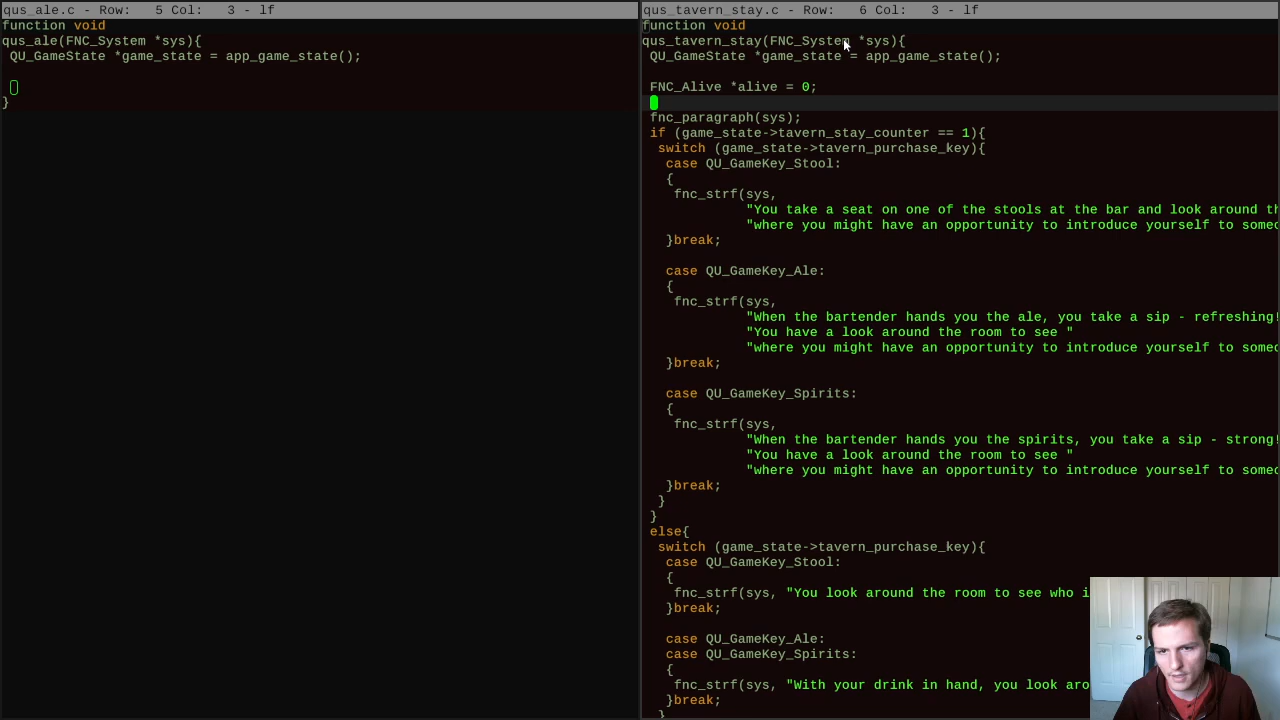 qus_ale.c - Row:   5 Col:   3 - lf
function void
qus_ale(FNC_System *sys){
 QU_GameState *game_state = app_game_state();
}
qus_tavern_stay.c - Row:   6 Col:   3 - lf
function void
qus_tavern_stay(FNC_System *sys){
 QU_GameState *game_state = app_game_state();
 FNC_Alive *alive = 0;
 fnc_paragraph(sys);
 if (game_state->tavern_stay_counter == 1){
  switch (game_state->tavern_purchase_key){
   case QU_GameKey_Stool:
   {
    fnc_strf(sys,
             "You take a seat on one of the stools at the bar and look around
             "where you might have an opportunity to introduce yourself to
   }break;
   case QU_GameKey_Ale:
   {
    fnc_strf(sys,
             "When the bartender hands you the ale, you take a sip - refreshing!
             "You have a look around the room to see "
             "where you might have an opportunity to introduce yourself to
   }break;
   case QU_GameKey_Spirits:
   {
    fnc_strf(sys,
             "When the bartender hands you the spirits, you take a sip - strong!
             "You have a look around the room to see "
             "where you might have an opportunity to introduce yourself to
   }break;
  }
 }
 else{
  switch (game_state->tavern_purchase_key){
   case QU_GameKey_Stool:
   {
    fnc_strf(sys, "You look around the room to see who
   }break;
   case QU_GameKey_Ale:
   case QU_GameKey_Spirits:
   {
    fnc_strf(sys, "With your drink in hand, you look
   }break;
  }